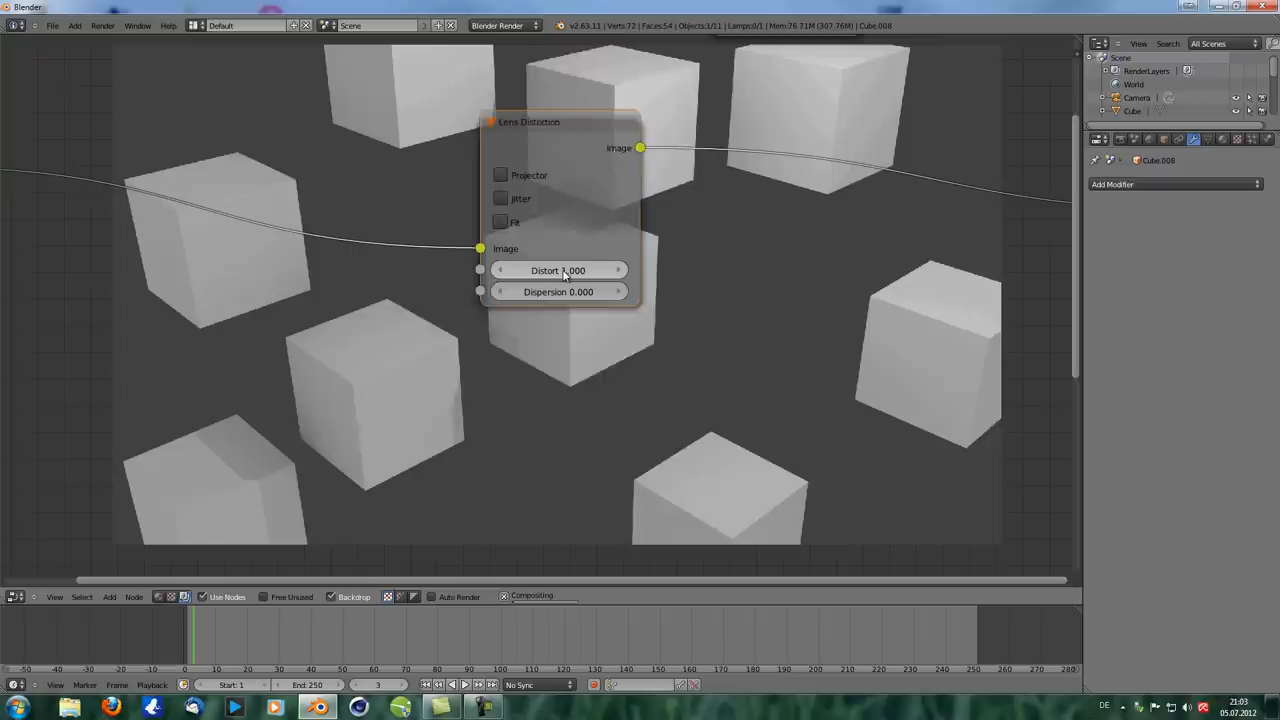 Blender
File Add Render Window Help Default Scene 3 Blender Render v2.63.11 | Verts:72 | Faces:54 | Objects:1/11 | Lamps:0/1 | Mem:76.71M (307.76M) | Cube.008
View Search All Scenes
Scene
RenderLayers
World
Camera
Cube
Cube.008
Add Modifier
Lens Distortion
Image
Projector
Jitter
Fit
Image
Distort 1.000
Dispersion 0.000
View Select Add Node Use Nodes Free Unused Backdrop Auto Render Compositing
-50 -40 -30 -20 -10 0 10 20 30 40 50 60 70 80 90 100 110 120 130 140 150 160 170 180 190 200 210 220 230 240 250 260 270 280
View Marker Frame Playback Start: 1 End: 250 3 No Sync
DE 21:03
05.07.2012